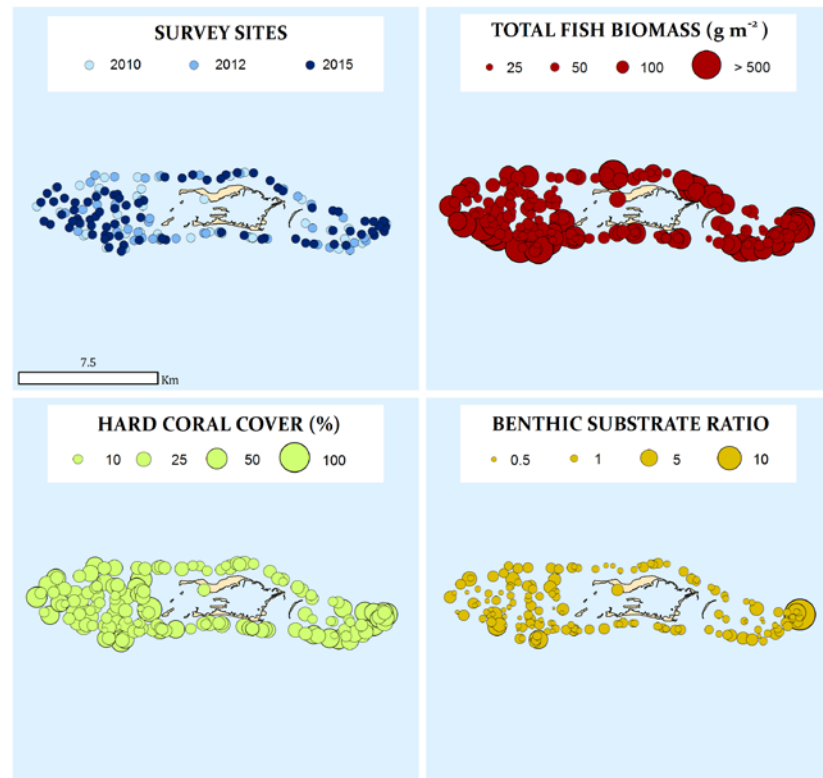 SURVEY SITES
2010 2012 2015
7.5
Km
TOTAL FISH BIOMASS (g m⁻²)
25 50 100 > 500
HARD CORAL COVER (%)
10 25 50 100
BENTHIC SUBSTRATE RATIO
0.5 1 5 10